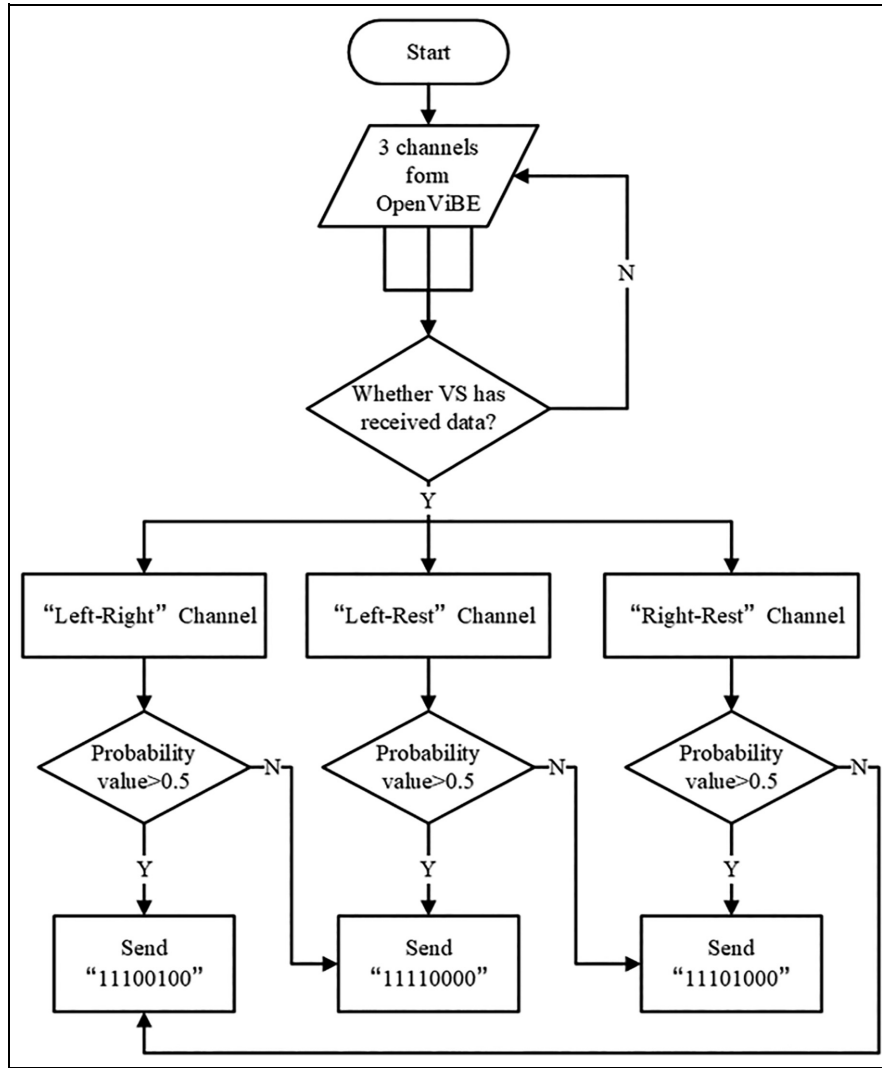 Start
3 channels
form
OpenViBE
N
Whether VS has
received data?
Y
“Left-Right” Channel
“Left-Rest” Channel
“Right-Rest” Channel
Probability
value>0.5
N
Probability
value>0.5
N
Probability
value>0.5
N
Y
Y
Y
Send
“11100100”
Send
“11110000”
Send
“11101000”